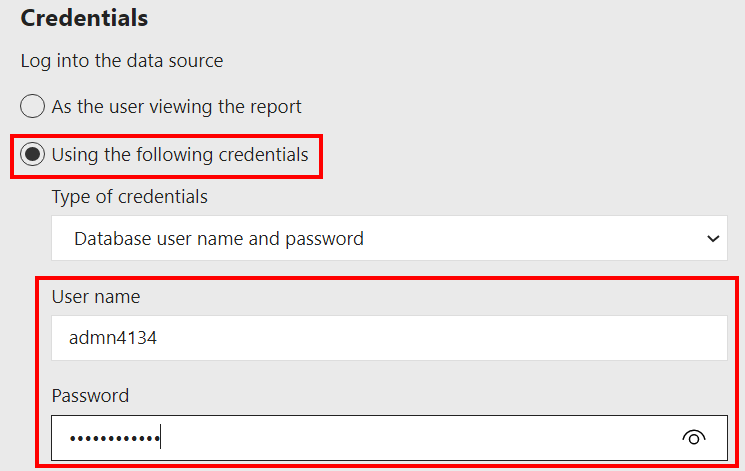 Credentials
Log into the data source
As the user viewing the report
Using the following credentials
Type of credentials
Database user name and password
User name
admn4134
Password
••••••••••••